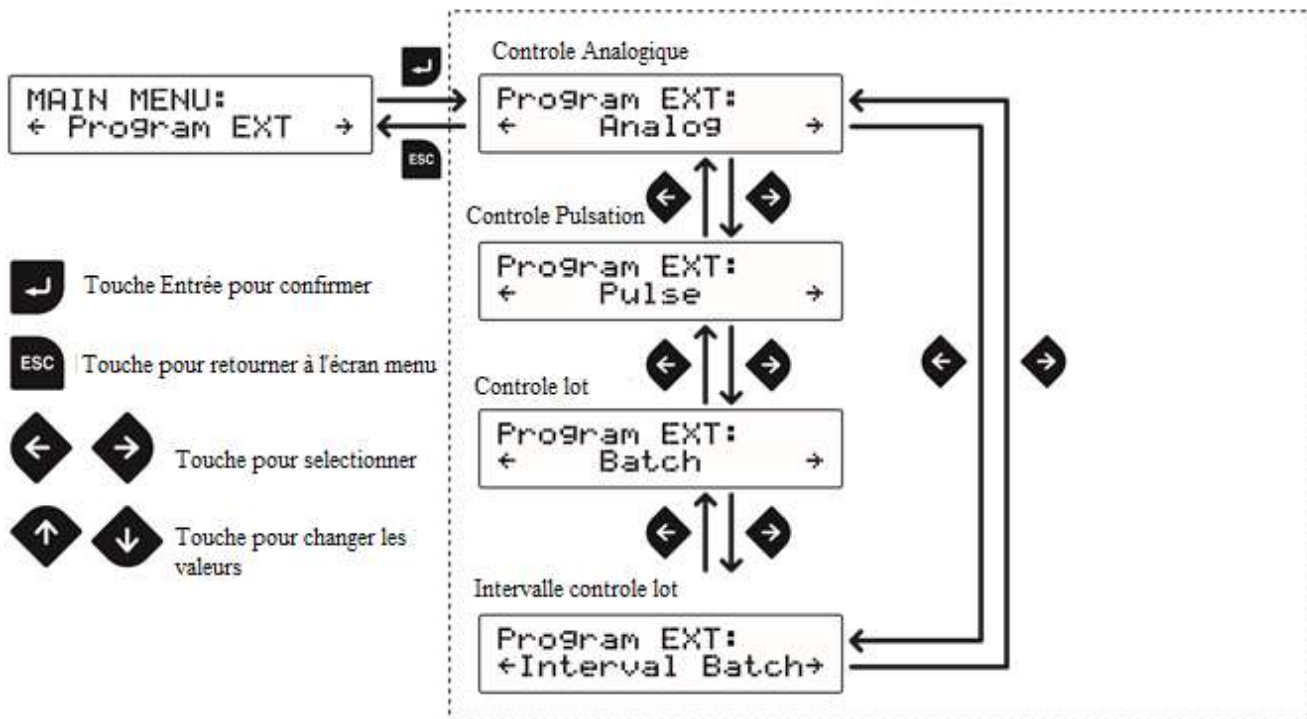 Controle Analogique
MAIN MENU:
← Program EXT →
Program EXT:
← Analog →
ESC
Controle Pulsation
Program EXT:
← Pulse →
Touche Entrée pour confirmer
ESC Touche pour retourner à l'écran menu
Controle lot
Program EXT:
← Batch →
Touche pour selectionner
Touche pour changer les
valeurs
Intervalle controle lot
Program EXT:
←Interval Batch→